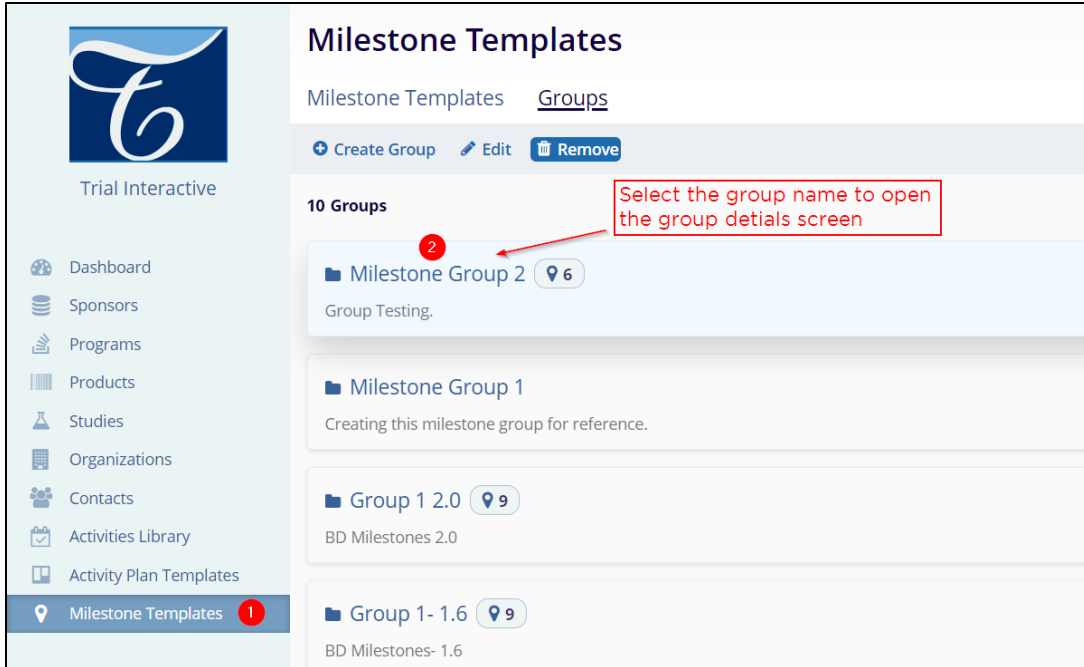 Milestone Templates
Milestone Templates Groups
Create Group Edit Remove
Trial Interactive
10 Groups
Select the group name to open
the group detials screen
2
Milestone Group 2 6
Group Testing.
Milestone Group 1
Creating this milestone group for reference.
Group 1 2.0 9
BD Milestones 2.0
Group 1- 1.6 9
BD Milestones- 1.6
Dashboard
Sponsors
Programs
Products
Studies
Organizations
Contacts
Activities Library
Activity Plan Templates
Milestone Templates 1